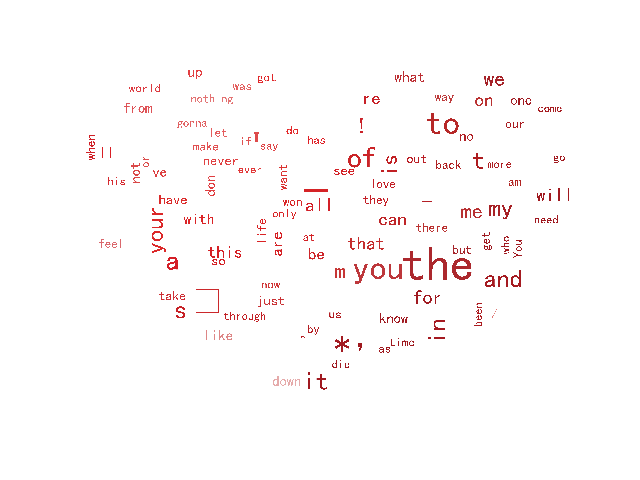 up
got
what
we
world
was
nothing
re
way
on
one
from
come
gonna
let
do
!
to
our
no
when
ll
make
if
I
say
has
not
or
never
of
is
out
back
t
more
go
his
ve
don
ever
want
see
love
am
have
won
all
they
me
my
will
with
only
can
there
need
your
feel
life
are
at
that
but
get
who
You
a
this
so
be
m
you
the
and
take
s
now
just
for
through
us
know
in
been
/
like
by
*
,
as
time
die
down
it